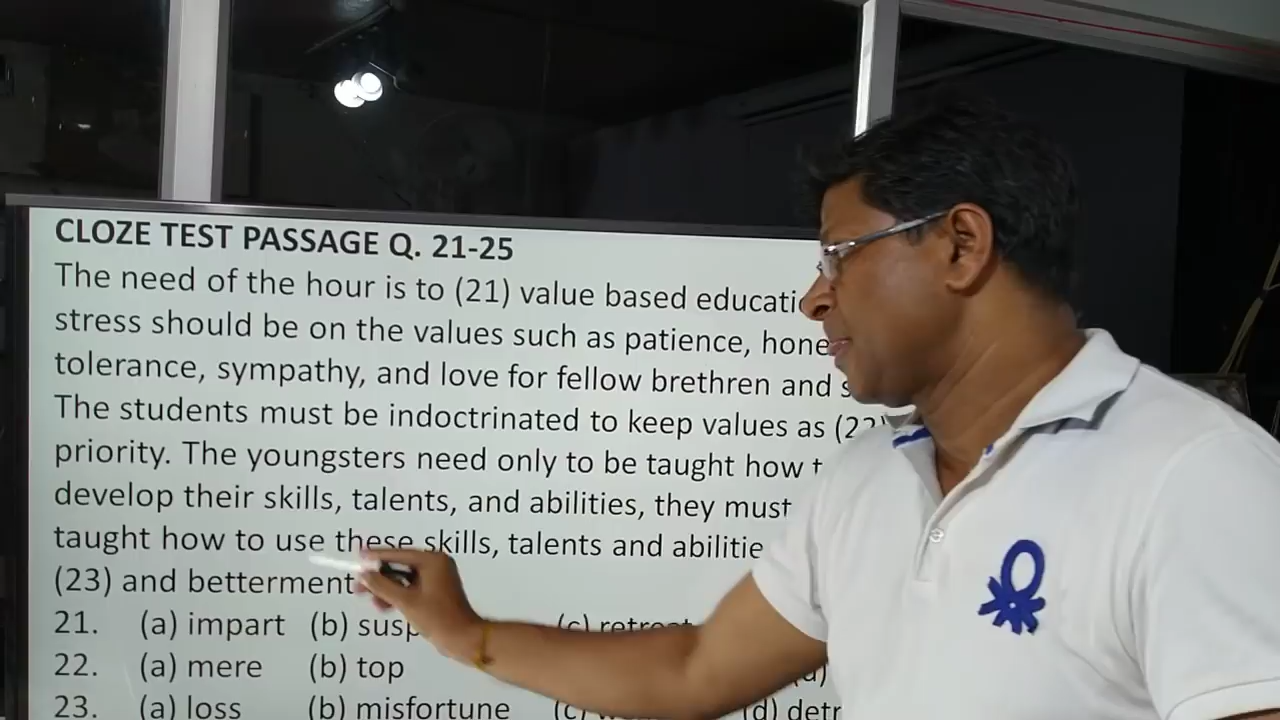 CLOZE TEST PASSAGE Q. 21-25
The need of the hour is to (21) value based
stress should be on the values such as patience,
tolerance, sympathy, and love for fellow brethren and
The students must be indoctrinated to keep values as
priority. The youngsters need only to be taught how
develop their skills, talents, and abilities, they must
taught how to use these skills, talents and
(23) and betterment
21. (a) impart (b) (c)
22. (a) mere (b) top
23. (a) loss (b) misfortune (d)